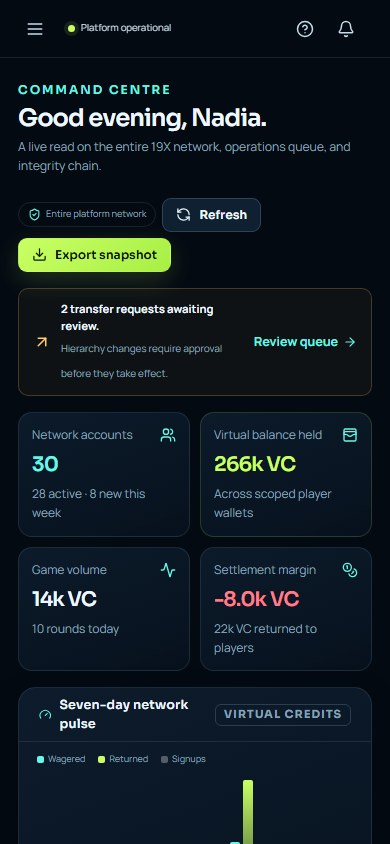 Platform operational
COMMAND CENTRE
Good evening, Nadia.
A live read on the entire 19X network, operations queue, and
integrity chain.
Entire platform network
Refresh
Export snapshot
2 transfer requests awaiting
review.
Hierarchy changes require approval
before they take effect.
Review queue
Network accounts
30
28 active · 8 new this
week
Virtual balance held
266k VC
Across scoped player
wallets
Game volume
14k VC
10 rounds today
Settlement margin
-8.0k VC
22k VC returned to
players
Seven-day network
pulse
VIRTUAL CREDITS
Wagered
Returned
Signups